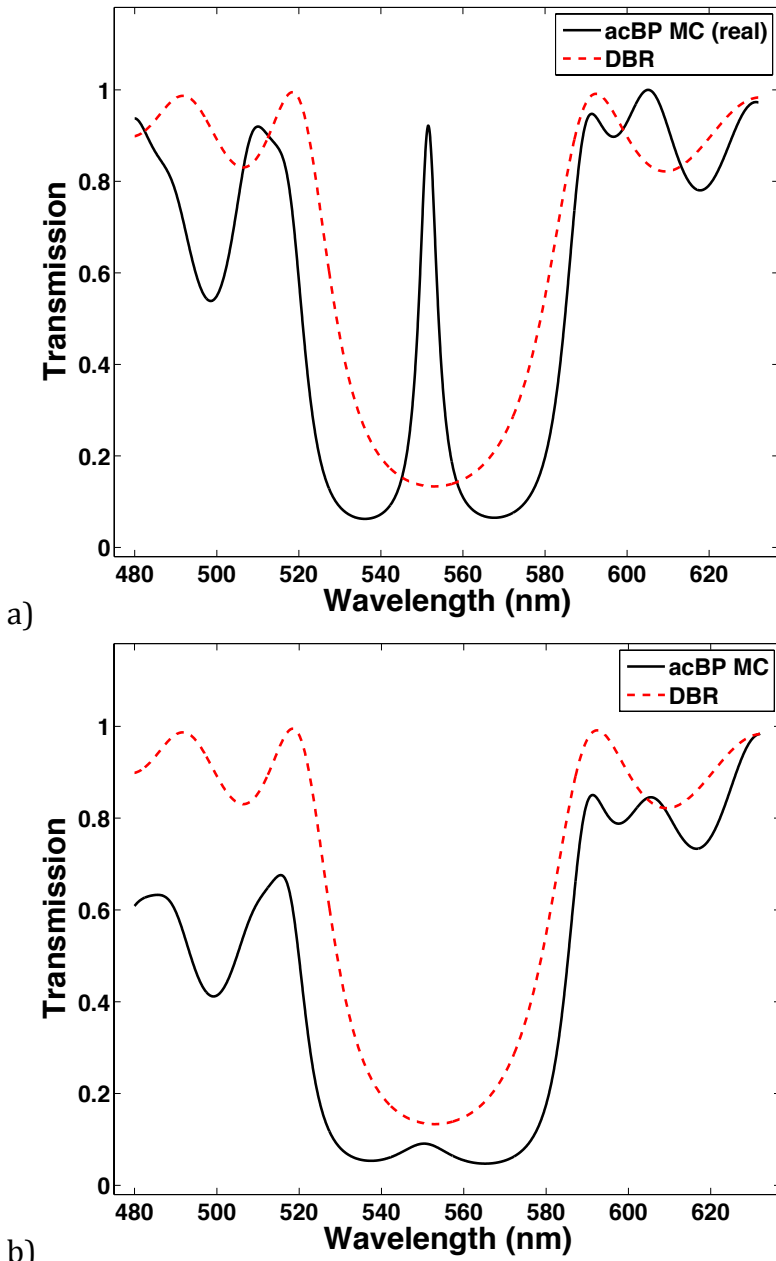 acBP MC (real)
DBR
1
0.8
0.6
0.4
0.2
0
Transmission
480 500 520 540 560 580 600 620
Wavelength (nm)
a)
acBP MC
DBR
1
0.8
0.6
0.4
0.2
0
Transmission
480 500 520 540 560 580 600 620
Wavelength (nm)
b)